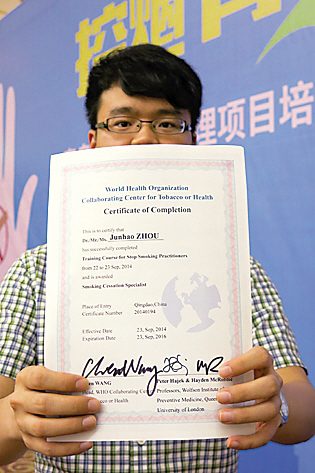 控烟
理项目培
World Health Organization
Collaborating Center for Tobacco or Health
Certificate of Completion
This is to certify that
Dr. Mr. Ms. Junhao ZHOU
has successfully completed
Training Course for Stop Smoking Practitioners
from 22 to 23 Sep, 2014
and is awarded
Smoking Cessation Specialist
Place of Entry Qingdao,China
Certificate Number 20140194
Effective Date 23, Sep, 2014
Expiration Date 23, Sep, 2016
WANG Peter Hajek & Hayden McRobbie
WHO Collaborating Professors, Wolfson Institute
Tobacco or Health Preventive Medicine, Queen
University of London